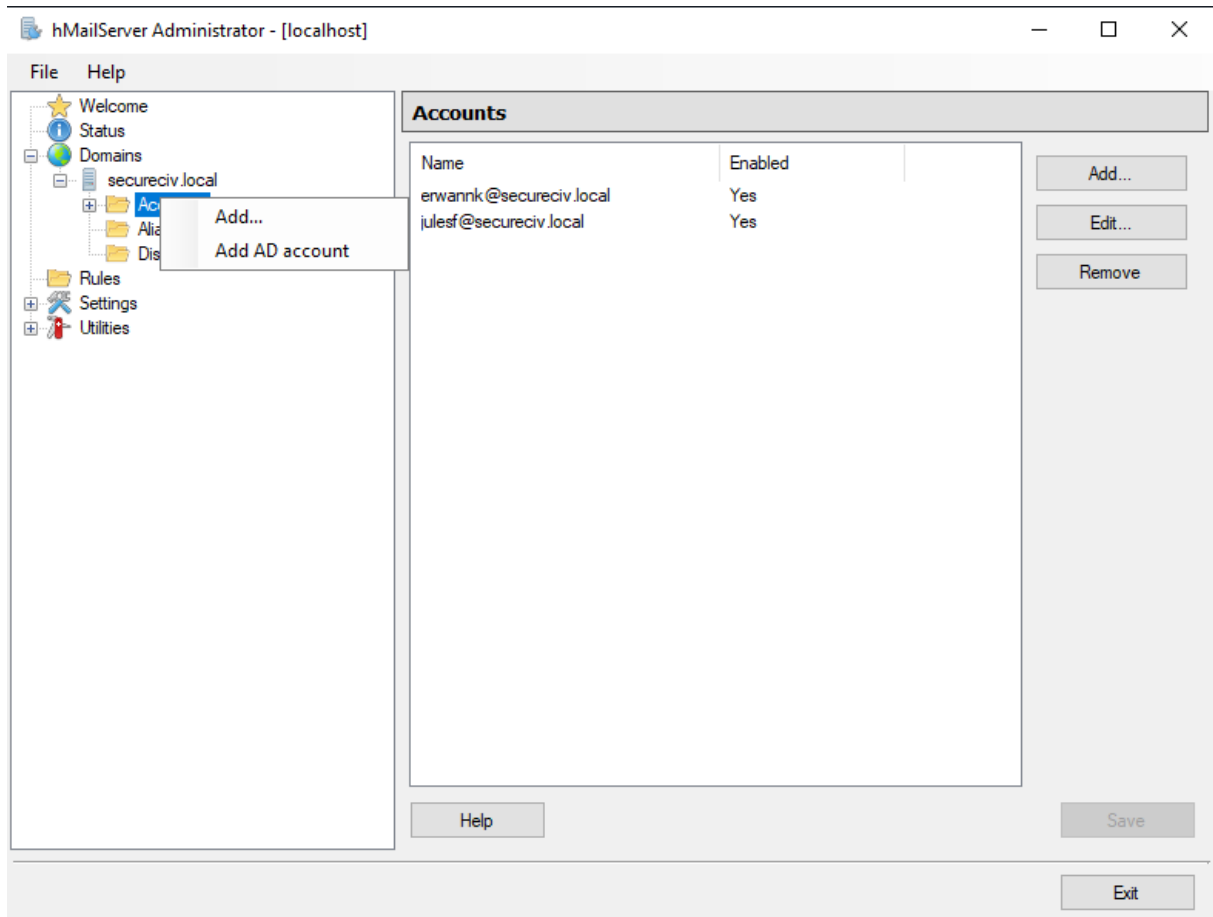 hMailServer Administrator - [localhost]
File Help
Welcome
Status
Domains
secureciv.local
Rules
Settings
Utilities
Add...
Add AD account
Accounts
Name Enabled
erwannk@secureciv.local Yes
julesf@secureciv.local Yes
Add...
Edit...
Remove
Help
Save
Exit